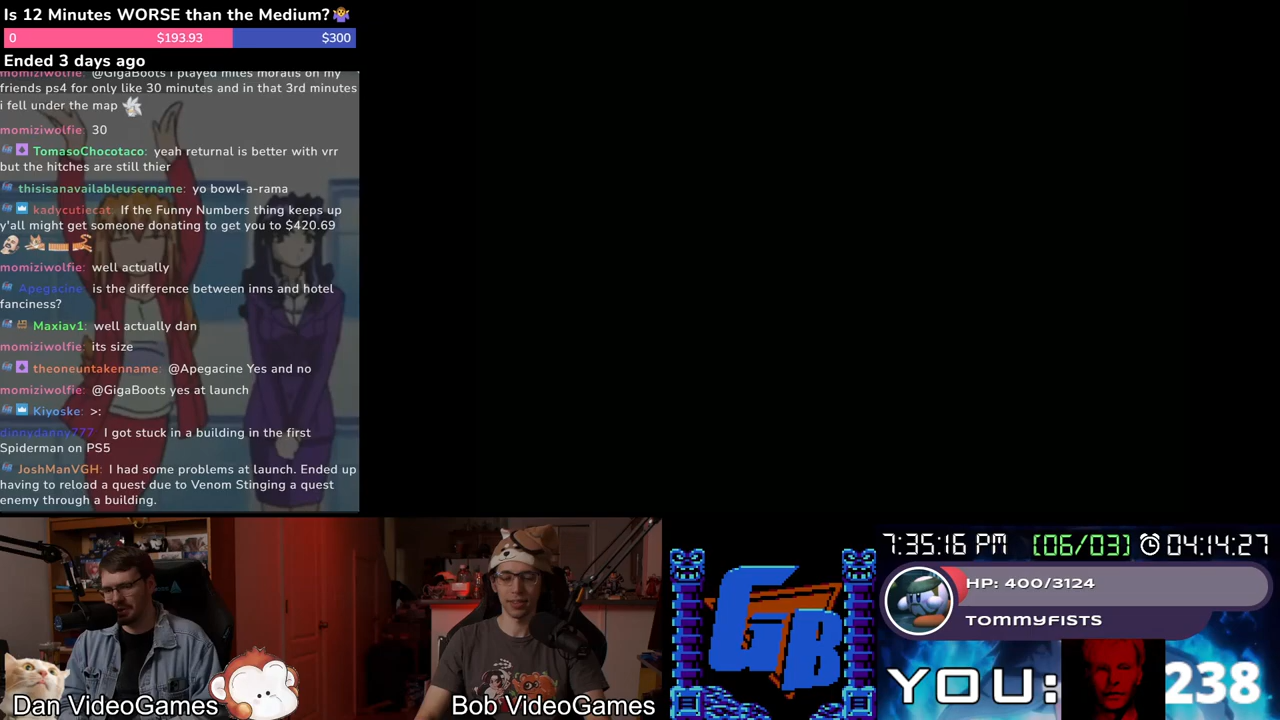 Is 12 Minutes WORSE than the Medium?🤷‍♀️
0 $193.93 $300
Ended 3 days ago
momiziwolfie: @GigaBoots i played miles moralis on my
friends ps4 for only like 30 minutes and in that 3rd minutes
i fell under the map
momiziwolfie: 30
TomasoChocotaco: yeah returnal is better with vrr
but the hitches are still thier
thisisanavailableusername: yo bowl-a-rama
kadycutiecat: If the Funny Numbers thing keeps up
y'all might get someone donating to get you to $420.69
momiziwolfie: well actually
Apegacine: is the difference between inns and hotel
fanciness?
Maxiav1: well actually dan
momiziwolfie: its size
theoneuntakenname: @Apegacine Yes and no
momiziwolfie: @GigaBoots yes at launch
Kiyoske: >:
dinnydanny777 I got stuck in a building in the first
Spiderman on PS5
JoshManVGH: I had some problems at launch. Ended up
having to reload a quest due to Venom Stinging a quest
enemy through a building.
Dan VideoGames
Bob VideoGames
GB
7:35:16 PM [06/03] 04:14:27
HP: 400/3124
TOMMYFISTS
YOU: 238